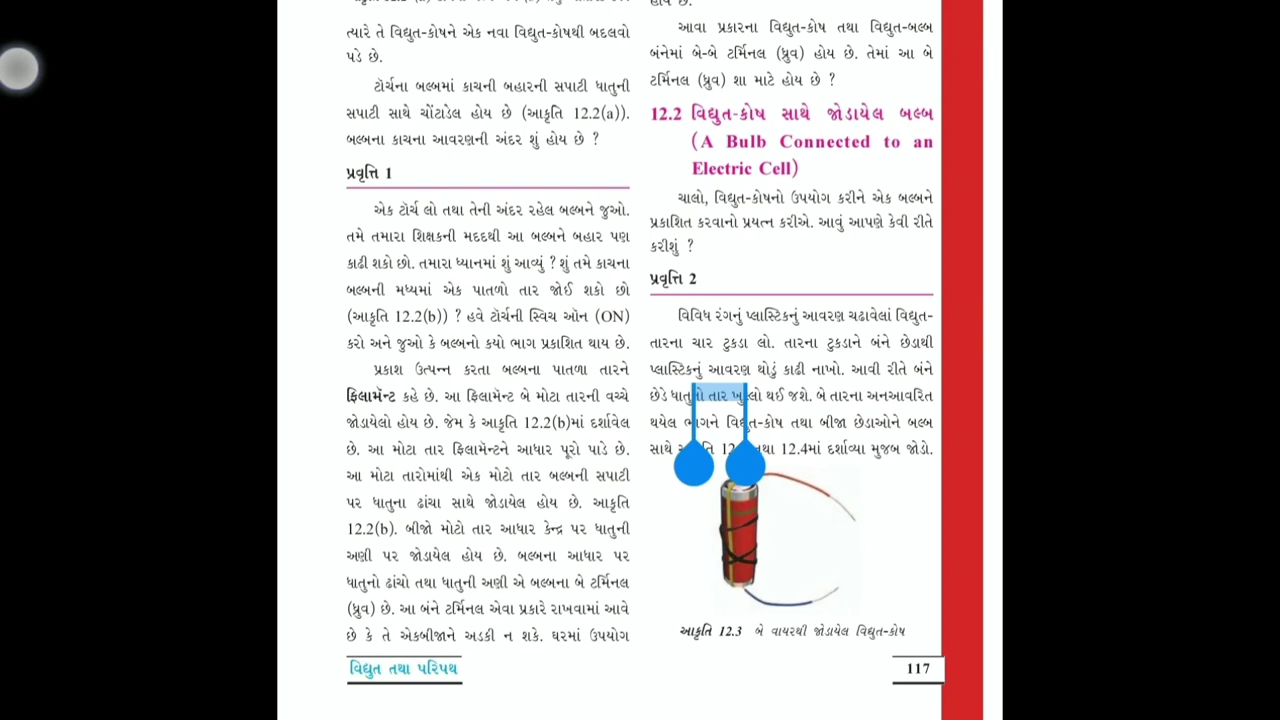 ત્યારે તે વિદ્યુત-કોષને એક નવા વિદ્યુત-કોષથી બદલવો
પડે છે.
ટૉર્ચના બલ્બમાં કાચની બહારની સપાટી ધાતુની
સપાટી સાથે ચોંટાડેલ હોય છે (આકૃતિ 12.2(a)).
બલ્બના કાચના આવરણની અંદર શું હોય છે ?
પ્રવૃત્તિ 1
એક ટૉર્ચ લો તથા તેની અંદર રહેલ બલ્બને જુઓ.
તમે તમારા શિક્ષકની મદદથી આ બલ્બને બહાર પણ
કાઢી શકો છો. તમારા ધ્યાનમાં શું આવ્યું ? શું તમે કાચના
બલ્બની મધ્યમાં એક પાતળો તાર જોઈ શકો છો
(આકૃતિ 12.2(b)) ? હવે ટૉર્ચની સ્વિચ ઑન (ON)
કરો અને જુઓ કે બલ્બનો કયો ભાગ પ્રકાશિત થાય છે.
પ્રકાશ ઉત્પન્ન કરતા બલ્બના પાતળા તારને
ફિલામૅન્ટ કહે છે. આ ફિલામૅન્ટ બે મોટા તારની વચ્ચે
જોડાયેલો હોય છે. જેમ કે આકૃતિ 12.2(b)માં દર્શાવેલ
છે. આ મોટા તાર ફિલામૅન્ટને આધાર પૂરો પાડે છે.
આ મોટા તારોમાંથી એક મોટો તાર બલ્બની સપાટી
પર ધાતુના ઢાંચા સાથે જોડાયેલ હોય છે. આકૃતિ
12.2(b). બીજો મોટો તાર આધાર કેન્દ્ર પર ધાતુની
અણી પર જોડાયેલ હોય છે. બલ્બના આધાર પર
ધાતુનો ઢાંચો તથા ધાતુની અણી એ બલ્બના બે ટર્મિનલ
(ધ્રુવ) છે. આ બંને ટર્મિનલ એવા પ્રકારે રાખવામાં આવે
છે કે તે એકબીજાને અડકી ન શકે. ઘરમાં ઉપયોગ
વિદ્યુત તથા પરિપથ
હોય છે.
આવા પ્રકારના વિદ્યુત-કોષ તથા વિદ્યુત-બલ્બ
બંનેમાં બે-બે ટર્મિનલ (ધ્રુવ) હોય છે. તેમાં આ બે
ટર્મિનલ (ધ્રુવ) શા માટે હોય છે ?
12.2 વિદ્યુત-કોષ સાથે જોડાયેલ બલ્બ
(A Bulb Connected to an
Electric Cell)
ચાલો, વિદ્યુત-કોષનો ઉપયોગ કરીને એક બલ્બને
પ્રકાશિત કરવાનો પ્રયત્ન કરીએ. આવું આપણે કેવી રીતે
કરીશું ?
પ્રવૃત્તિ 2
વિવિધ રંગનું પ્લાસ્ટિકનું આવરણ ચઢાવેલાં વિદ્યુત-
તારના ચાર ટુકડા લો. તારના ટુકડાને બંને છેડાથી
પ્લાસ્ટિકનું આવરણ થોડું કાઢી નાખો. આવી રીતે બંને
છેડે ધાતુનો તાર ખુલ્લો થઈ જશે. બે તારના અનઆવરિત
થયેલ ભાગને વિદ્યુત-કોષ તથા બીજા છેડાઓને બલ્બ
સાથે તથા 12.4માં દર્શાવ્યા મુજબ જોડો.
આકૃતિ 12.3 બે વાયરથી જોડાયેલ વિદ્યુત-કોષ
117